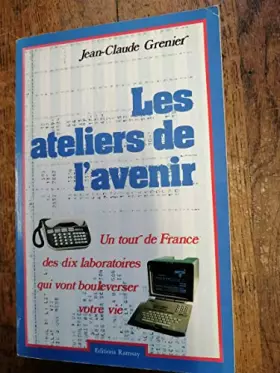 Jean-Claude Grenier
Les
ateliers de
l'avenir
Un tour de France
des dix laboratoires
qui vont bouleverser
votre vie
Editions Ramsay